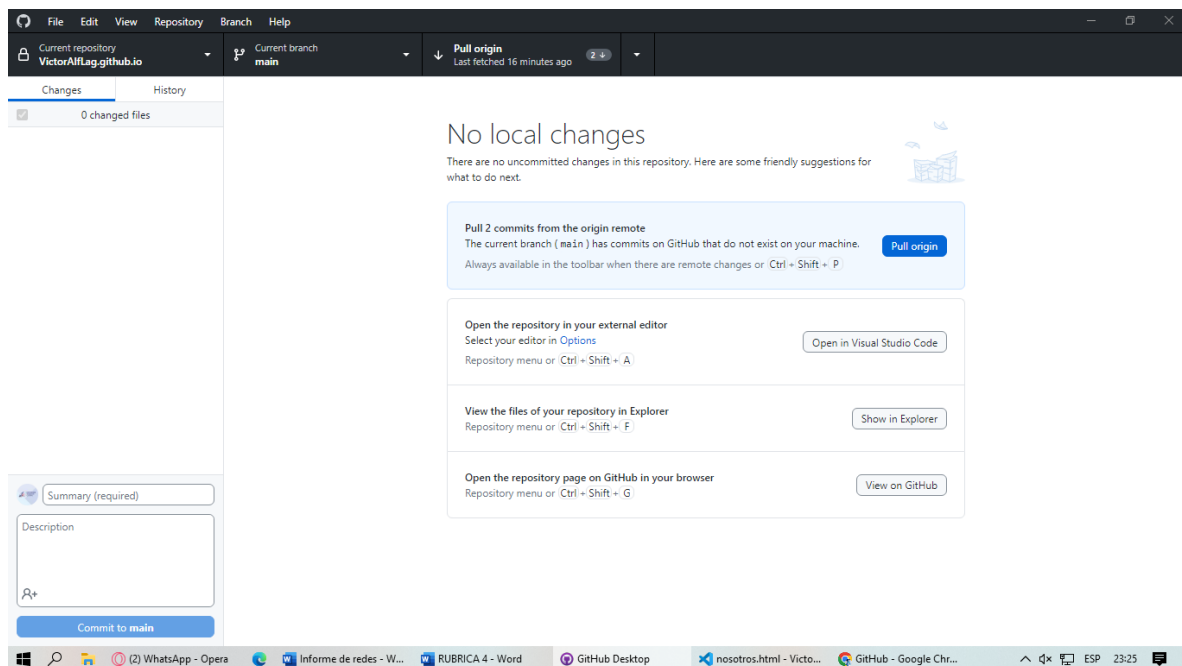 File Edit View Repository Branch Help
Current repository
VictorAlfLag.github.io
Current branch
main
Pull origin
Last fetched 16 minutes ago
2
Changes History
0 changed files
No local changes
There are no uncommitted changes in this repository. Here are some friendly suggestions for
what to do next.
Pull 2 commits from the origin remote
The current branch ( main ) has commits on GitHub that do not exist on your machine.
Always available in the toolbar when there are remote changes or Ctrl + Shift + P
Pull origin
Open the repository in your external editor
Select your editor in Options
Repository menu or Ctrl + Shift + A
Open in Visual Studio Code
View the files of your repository in Explorer
Repository menu or Ctrl + Shift + F
Show in Explorer
Open the repository page on GitHub in your browser
Repository menu or Ctrl + Shift + G
View on GitHub
Summary (required)
Description
Commit to main
(2) WhatsApp - Opera
Informe de redes - W...
RUBRICA 4 - Word
GitHub Desktop
nosotros.html - Victo...
GitHub - Google Chr...
ESP 23:25